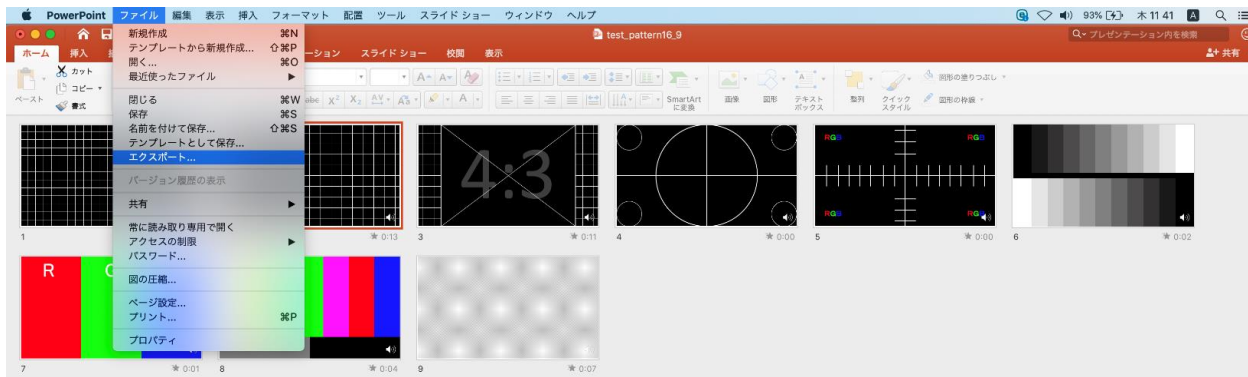 PowerPoint ファイル 編集 表示 挿入 フォーマット 配置 ツール スライド ショー ウィンドウ ヘルプ 93% 木 11 41 A
test_pattern16_9
プレゼンテーション内を検索
ホーム 挿入 ーション スライド ショー 校閲 表示 共有
新規作成 ⌘N
テンプレートから新規作成... ⇧⌘P
開く... ⌘O
最近使ったファイル ▶
閉じる ⌘W
保存 ⌘S
名前を付けて保存... ⇧⌘S
テンプレートとして保存...
エクスポート...
バージョン履歴の表示
共有 ▶
常に読み取り専用で開く
アクセスの制限 ▶
パスワード...
図の圧縮...
ページ設定...
プリント... ⌘P
プロパティ
ペースト
カット
コピー
書式
abc X² X₂ AV A
SmartArt
に変換
画像
図形
テキスト
ボックス
整列
クイック
スタイル
図形の塗りつぶし
図形の枠線
4:3
RGB RGB
RGB RGB
1 0:13 3 0:11 4 0:00 5 0:00 6 0:02
R
7 0:01 8 0:04 9 0:07